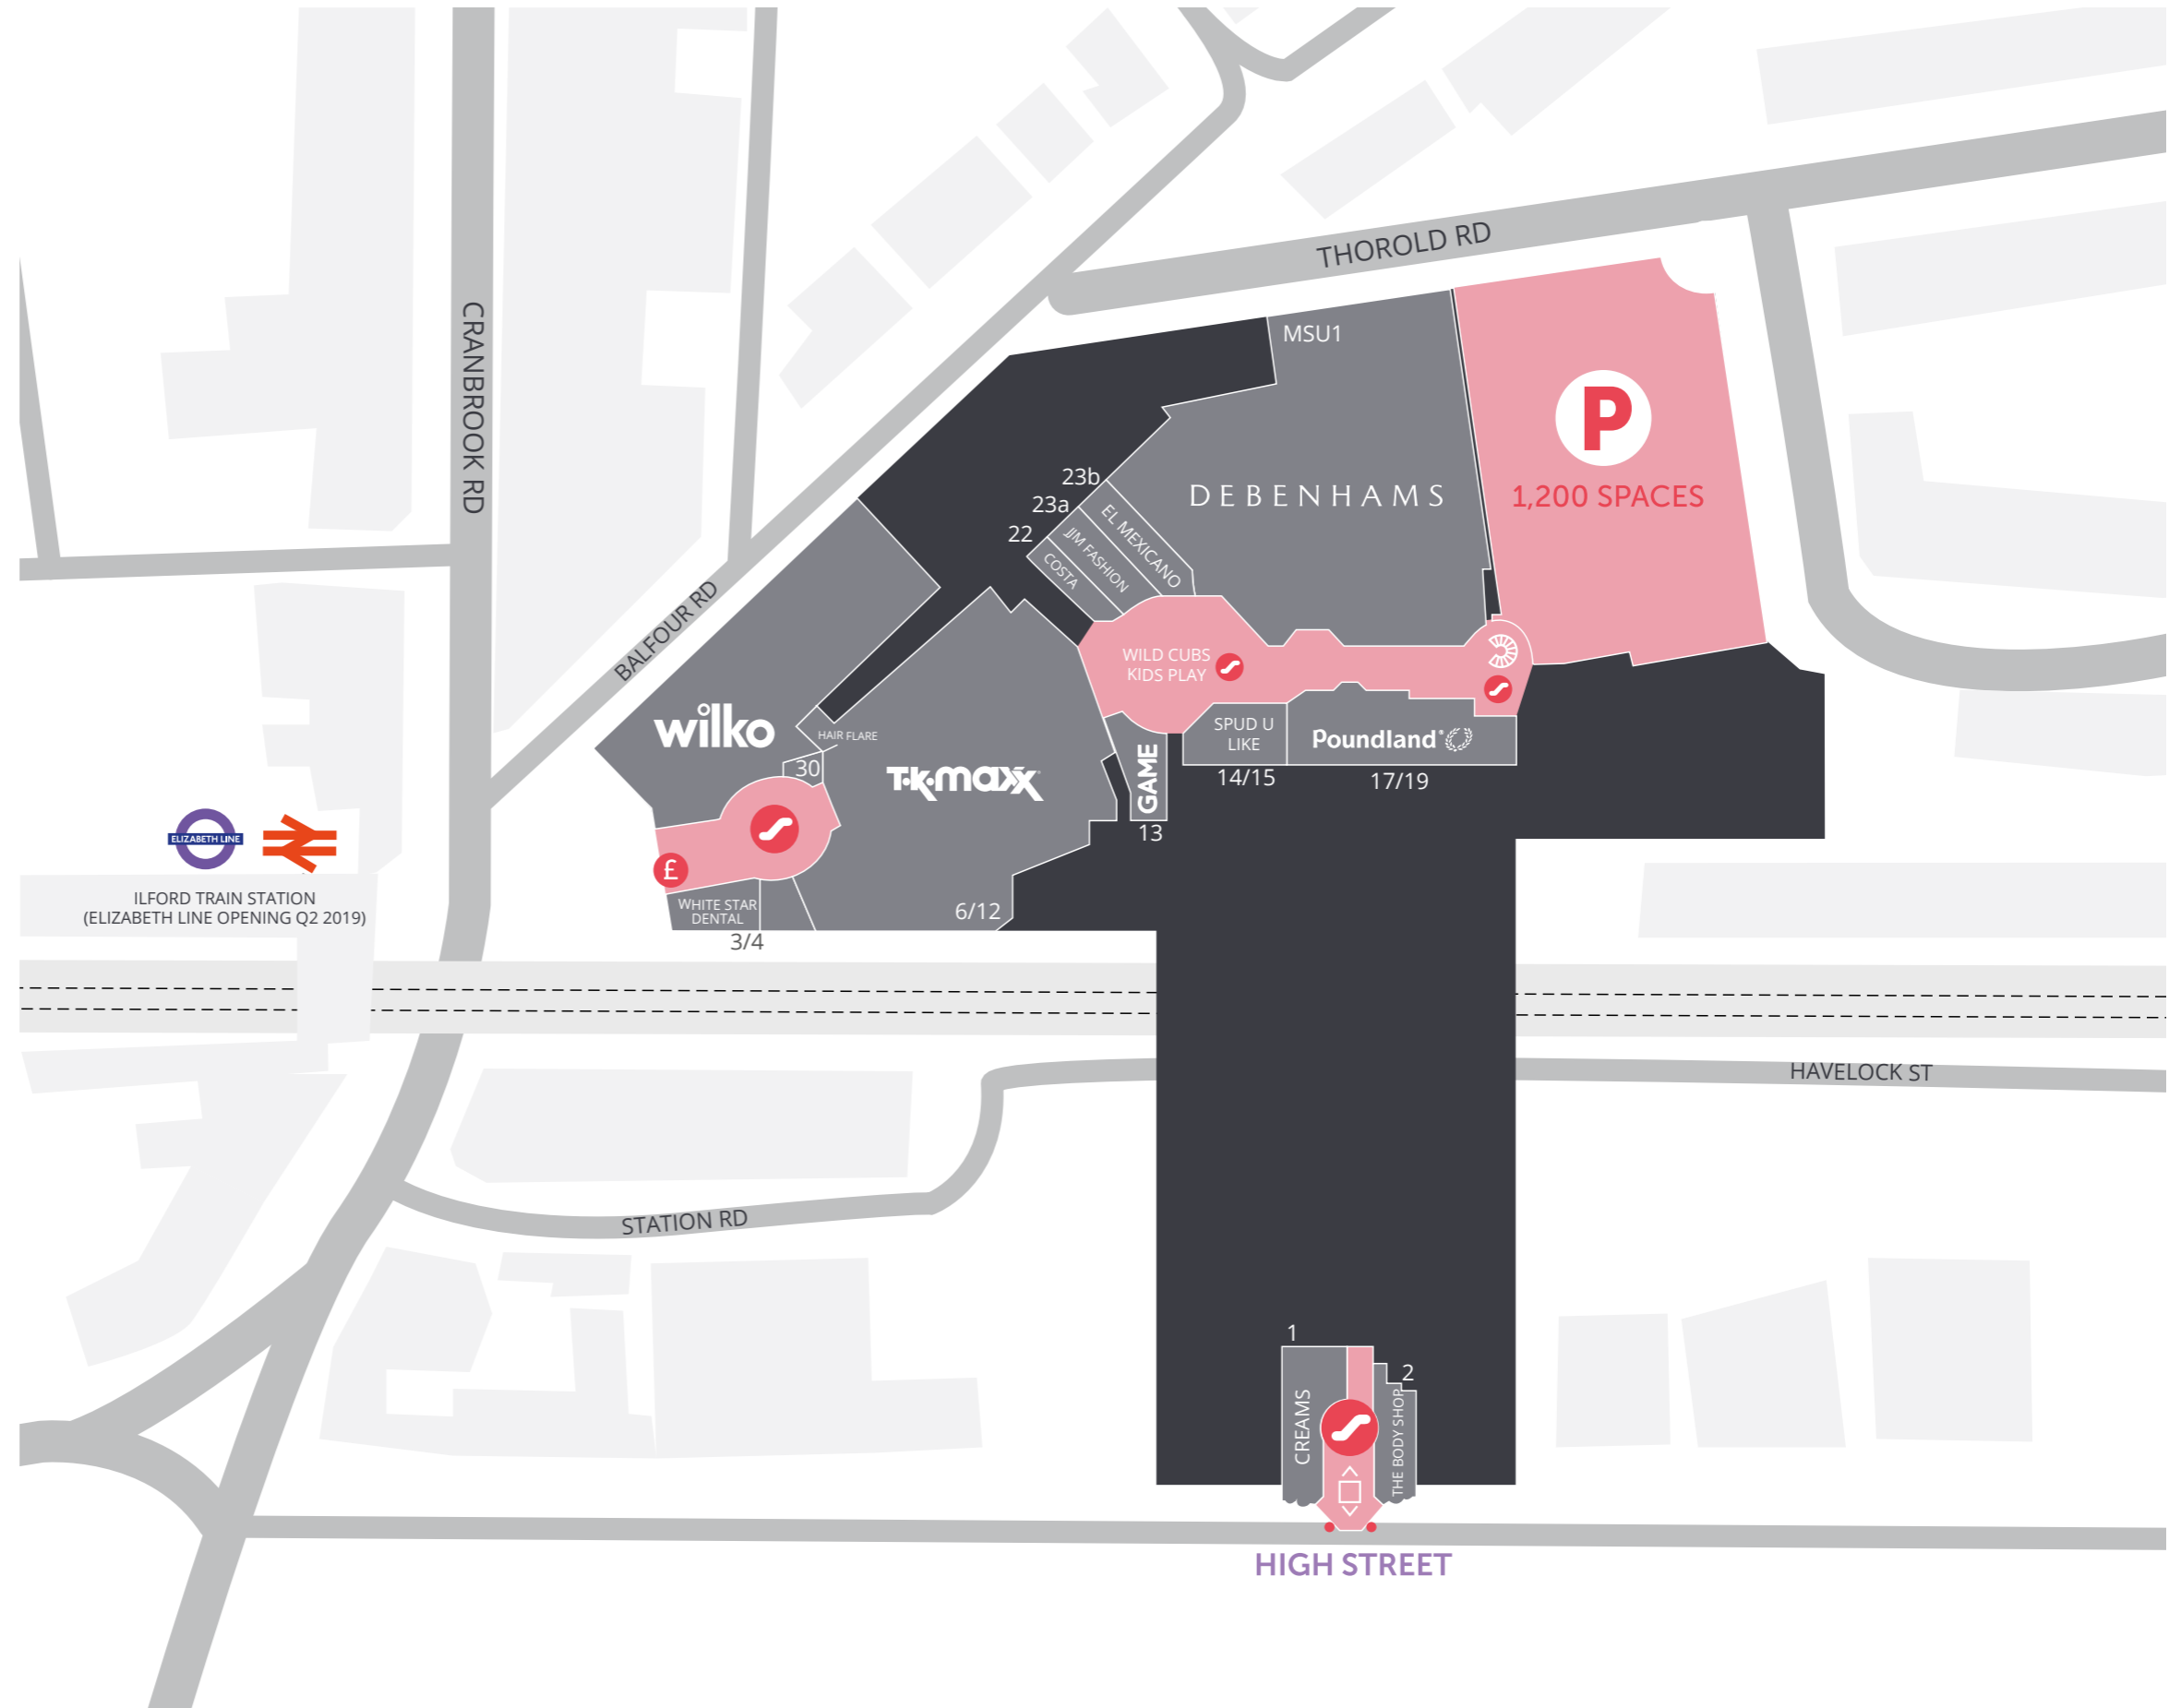 THOROLD RD
CRANBROOK RD
MSU1
P
1,200 SPACES
23b
23a
22
DEBENHAMS
EL MEXICANO
JJM FASHION
COSTA
BALFOUR RD
WILD CUBS
KIDS PLAY
wilko
HAIR FLARE
30
T·K·maxx
SPUD U
LIKE
Poundland
GAME
14/15
17/19
13
ELIZABETH LINE
£
ILFORD TRAIN STATION
(ELIZABETH LINE OPENING Q2 2019)
WHITE STAR
DENTAL
6/12
3/4
HAVELOCK ST
STATION RD
1
2
CREAMS
THE BODY SHOP
HIGH STREET